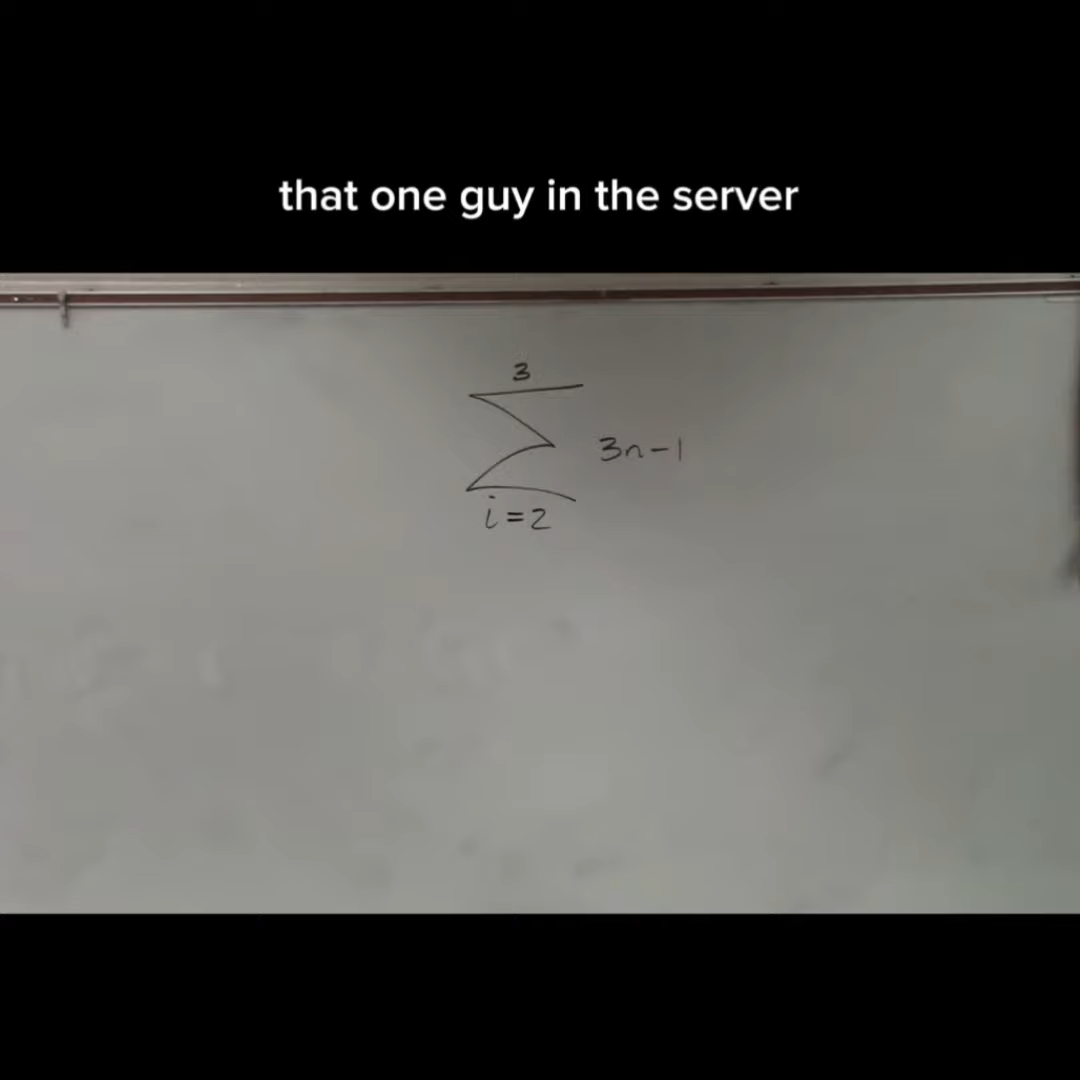 that one guy in the server
3
∑ 3n-1
i=2